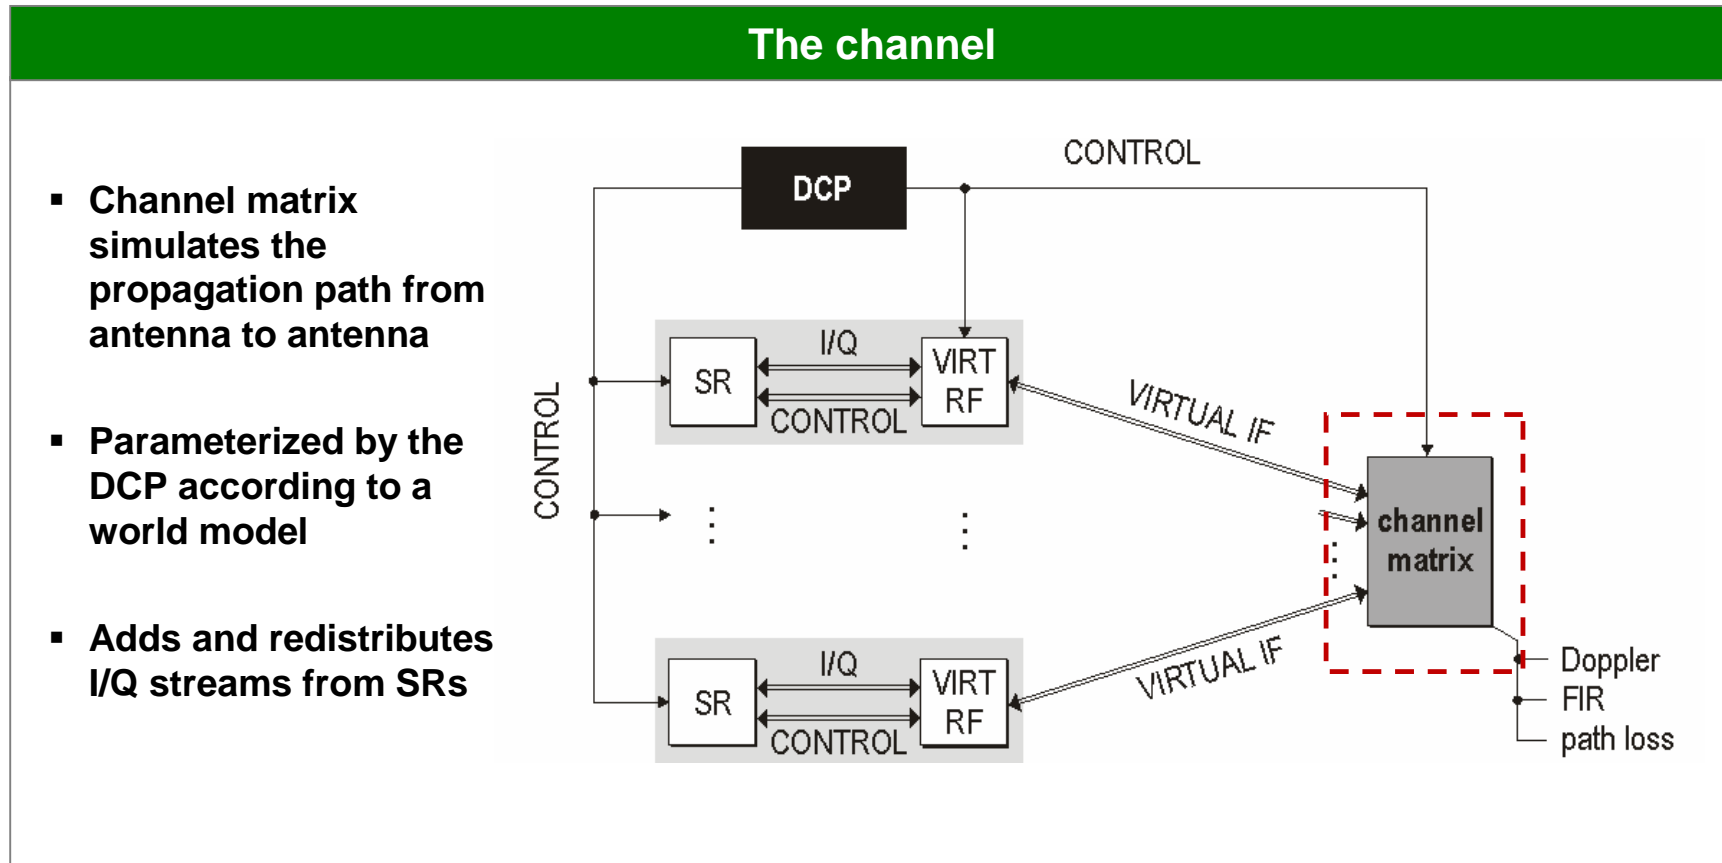 The channel
▪ Channel matrix
simulates the
propagation path from
antenna to antenna
▪ Parameterized by the
DCP according to a
world model
▪ Adds and redistributes
I/Q streams from SRs
CONTROL
DCP
CONTROL
SR
I/Q
CONTROL
VIRT
RF
VIRTUAL IF
⋮
⋮
⋮
channel
matrix
SR
I/Q
CONTROL
VIRT
RF
VIRTUAL IF
Doppler
FIR
path loss